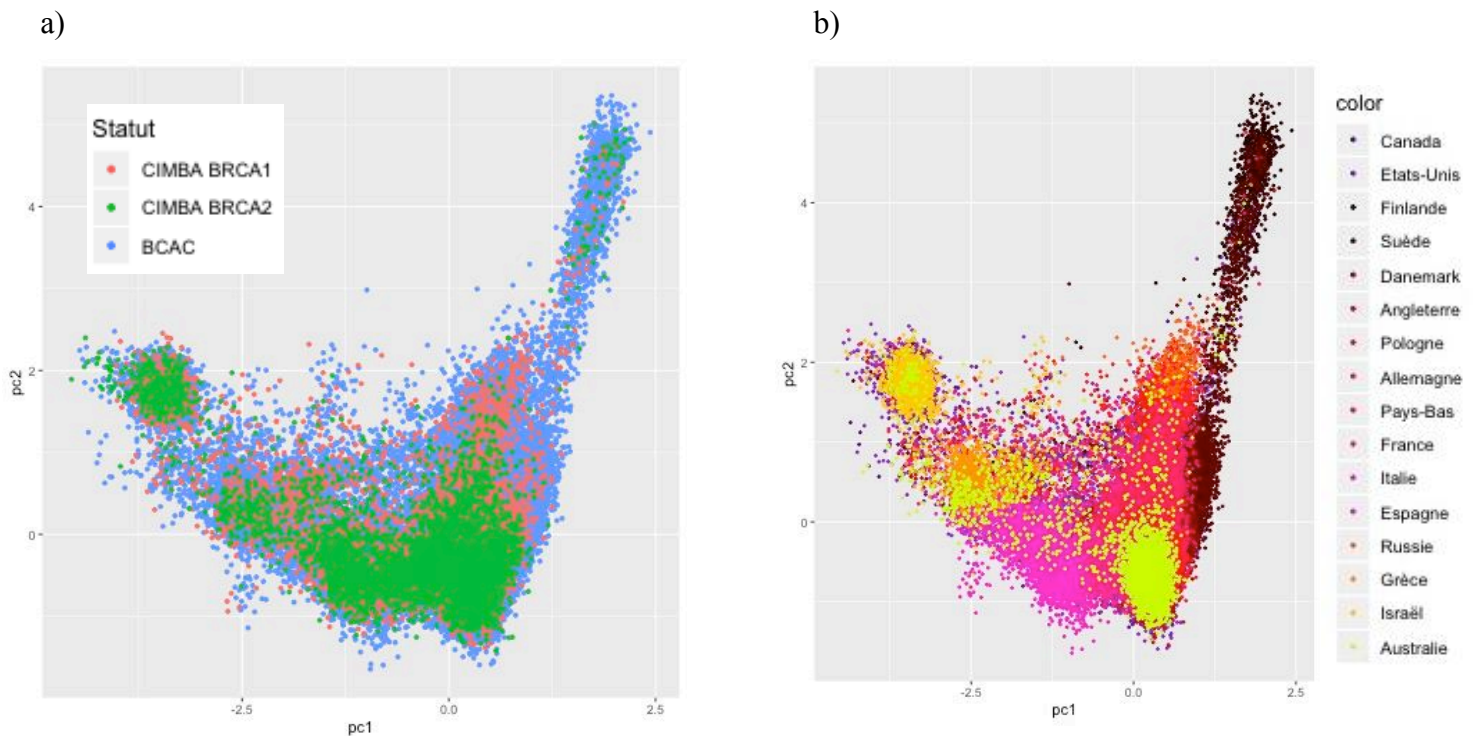 a)
Statut
CIMBA BRCA1
CIMBA BRCA2
BCAC
pc2
4
2
0
-2.5
0.0
2.5
pc1
b)
pc2
4
2
0
-2.5
0.0
2.5
pc1
color
Canada
Etats-Unis
Finlande
Suède
Danemark
Angleterre
Pologne
Allemagne
Pays-Bas
France
Italie
Espagne
Russie
Grèce
Israël
Australie